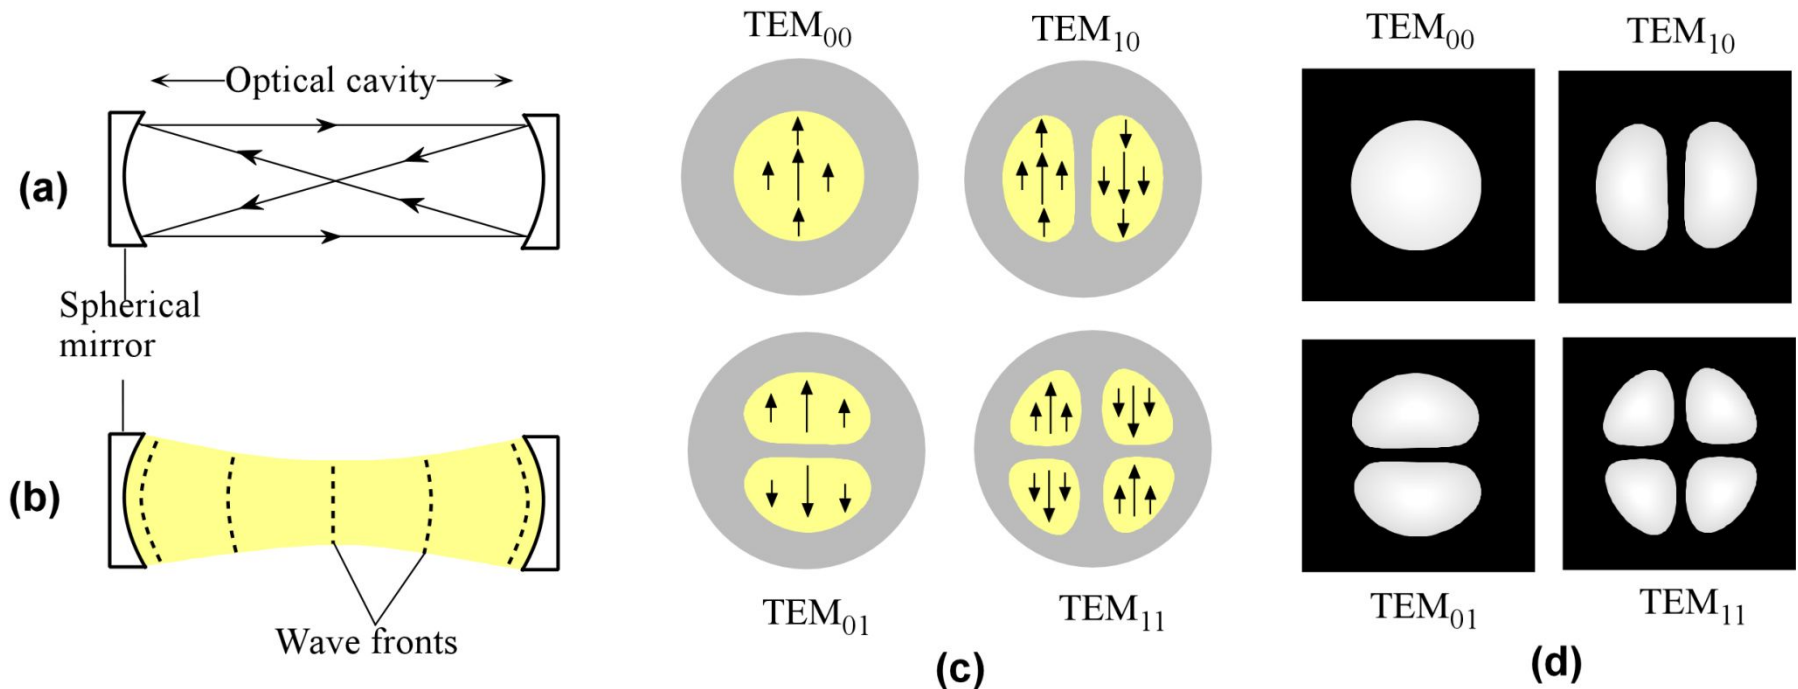 Optical cavity
(a)
Spherical
mirror
(b)
Wave fronts
TEM₀₀
TEM₁₀
TEM₀₁
TEM₁₁
(c)
TEM₀₀
TEM₁₀
TEM₀₁
TEM₁₁
(d)